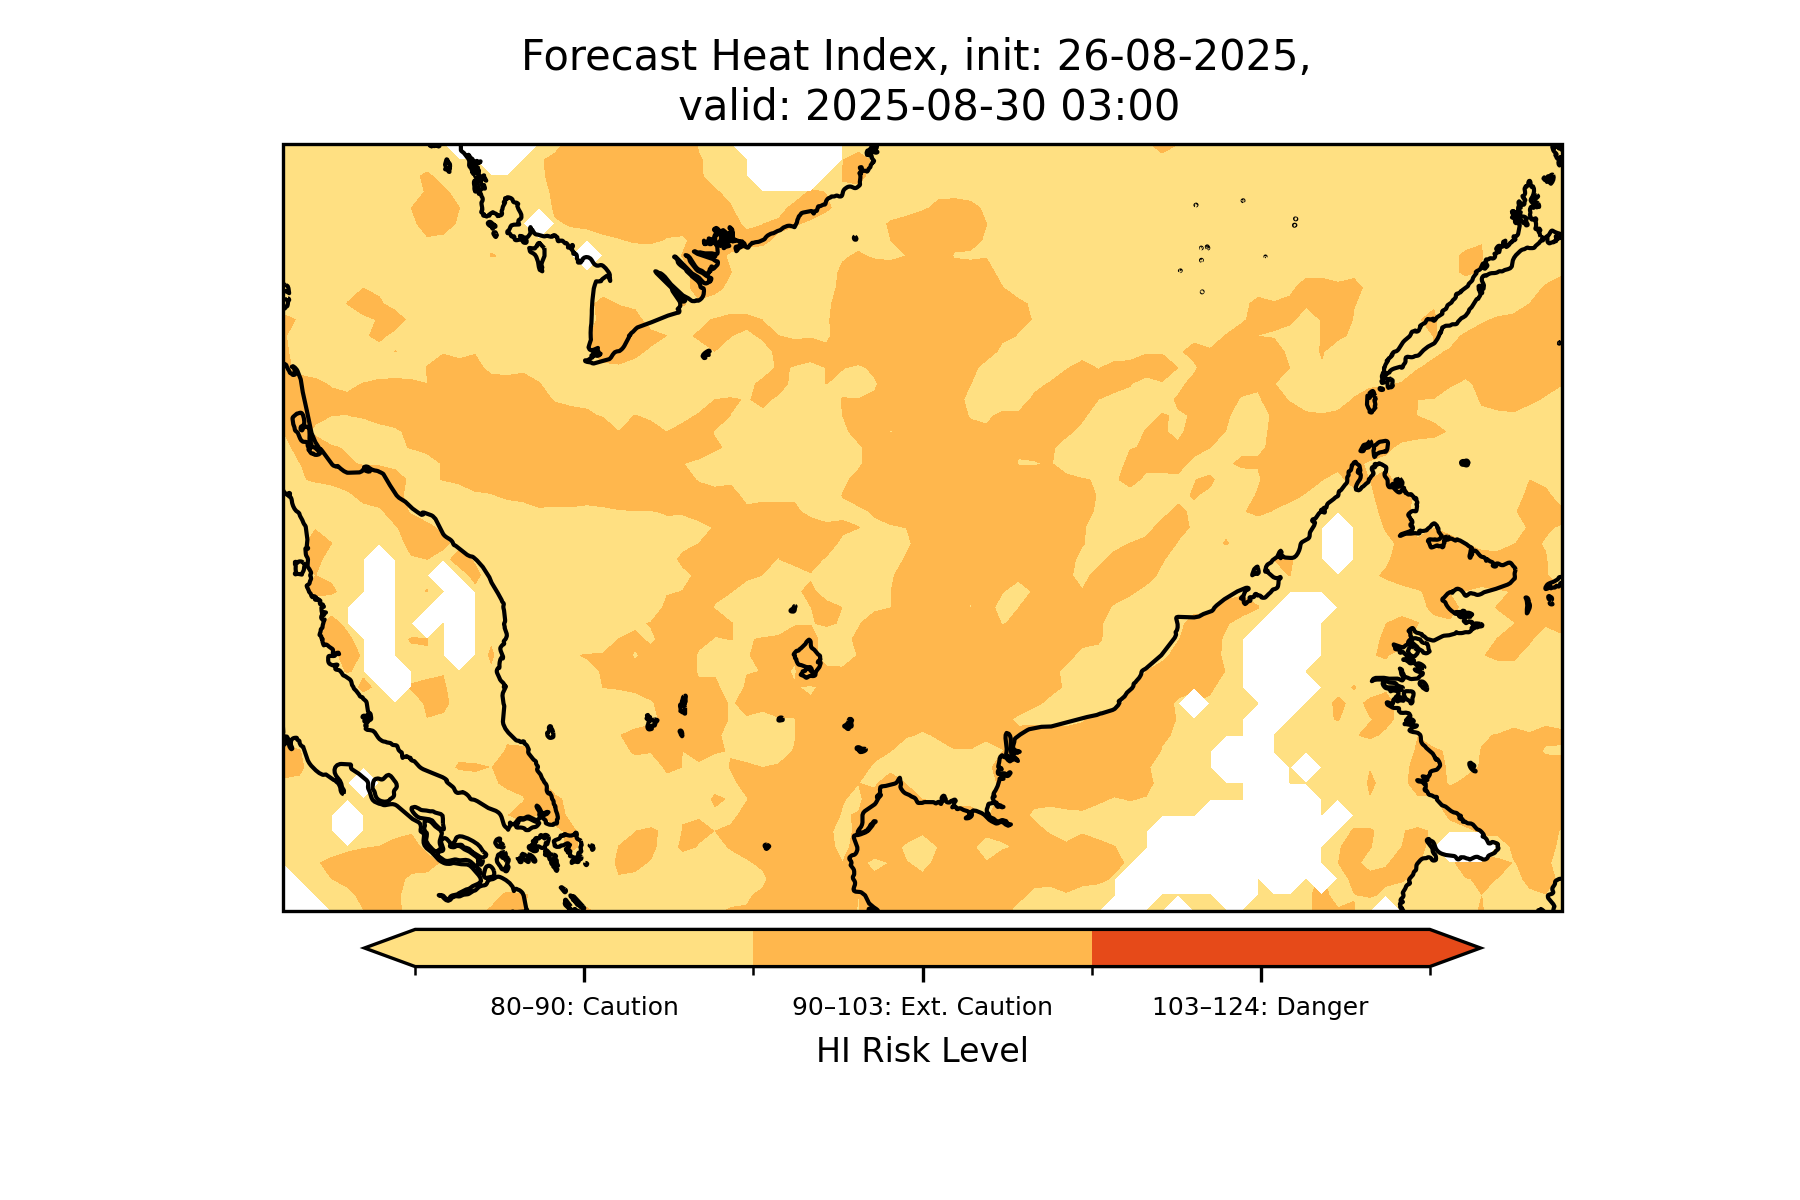 Forecast Heat Index, init: 26-08-2025,
valid: 2025-08-30 03:00
80–90: Caution
90–103: Ext. Caution
103–124: Danger
HI Risk Level